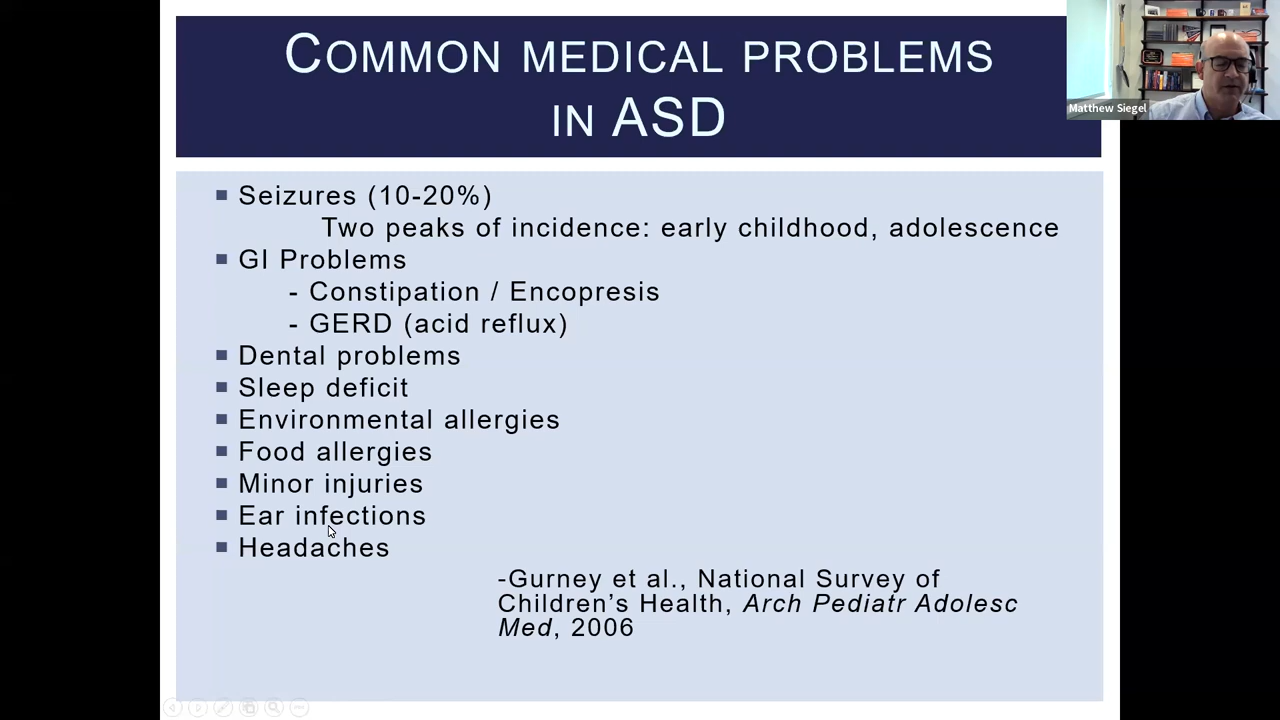 COMMON MEDICAL PROBLEMS
IN ASD
Matthew Siegel
▪ Seizures (10-20%)
Two peaks of incidence: early childhood, adolescence
▪ GI Problems
- Constipation / Encopresis
- GERD (acid reflux)
▪ Dental problems
▪ Sleep deficit
▪ Environmental allergies
▪ Food allergies
▪ Minor injuries
▪ Ear infections
▪ Headaches
-Gurney et al., National Survey of
Children’s Health, Arch Pediatr Adolesc
Med, 2006